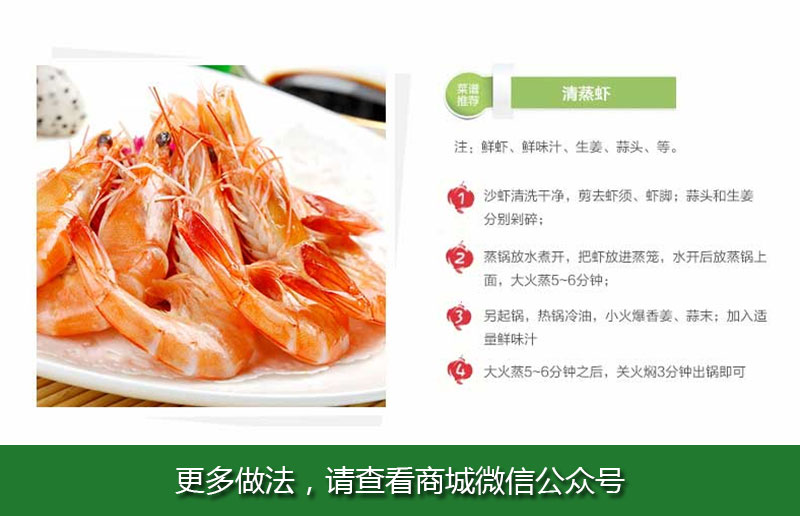 菜谱
推荐
清蒸虾
注：鲜虾、鲜味汁、生姜、蒜头、等。
1 沙虾清洗干净，剪去虾须、虾脚；蒜头和生姜
分别剁碎；
2 蒸锅放水煮开，把虾放进蒸笼，水开后放蒸锅上
面，大火蒸5~6分钟；
3 另起锅，热锅冷油，小火爆香姜、蒜末；加入适
量鲜味汁
4 大火蒸5~6分钟之后，关火焖3分钟出锅即可
更多做法，请查看商城微信公众号